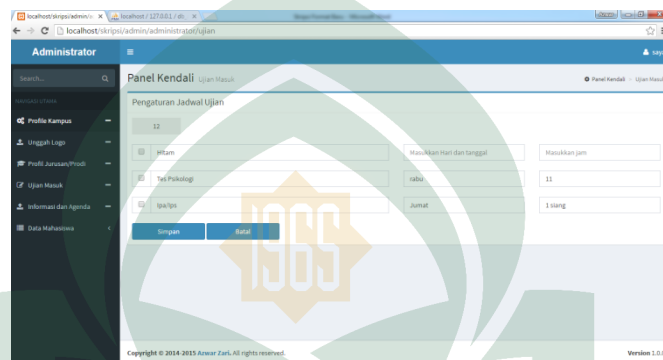 localhost/skripsi/admin/a
localhost / 127.0.0.1 /
localhost/skripsi/admin/administrator/ujian
Administrator
saya
Search...
Panel Kendali Ujian Masuk
Panel Kendali > Ujian Masuk
NAVIGASI UTAMA
Pengaturan Jadwal Ujian
Profile Kampus
12
Unggah Logo
Hitam
Masukkan Hari dan tanggal
Masukkan jam
Profil Jurusan/Prodi
Tes Psikologi
rabu
11
Ujian Masuk
Informasi dan Agenda
Ipa/Ips
Jumat
1 siang
Data Mahasiswa
Simpan
Batal
1965
Copyright © 2014-2015 Azwar Zari. All rights reserved.
Version 1.0.